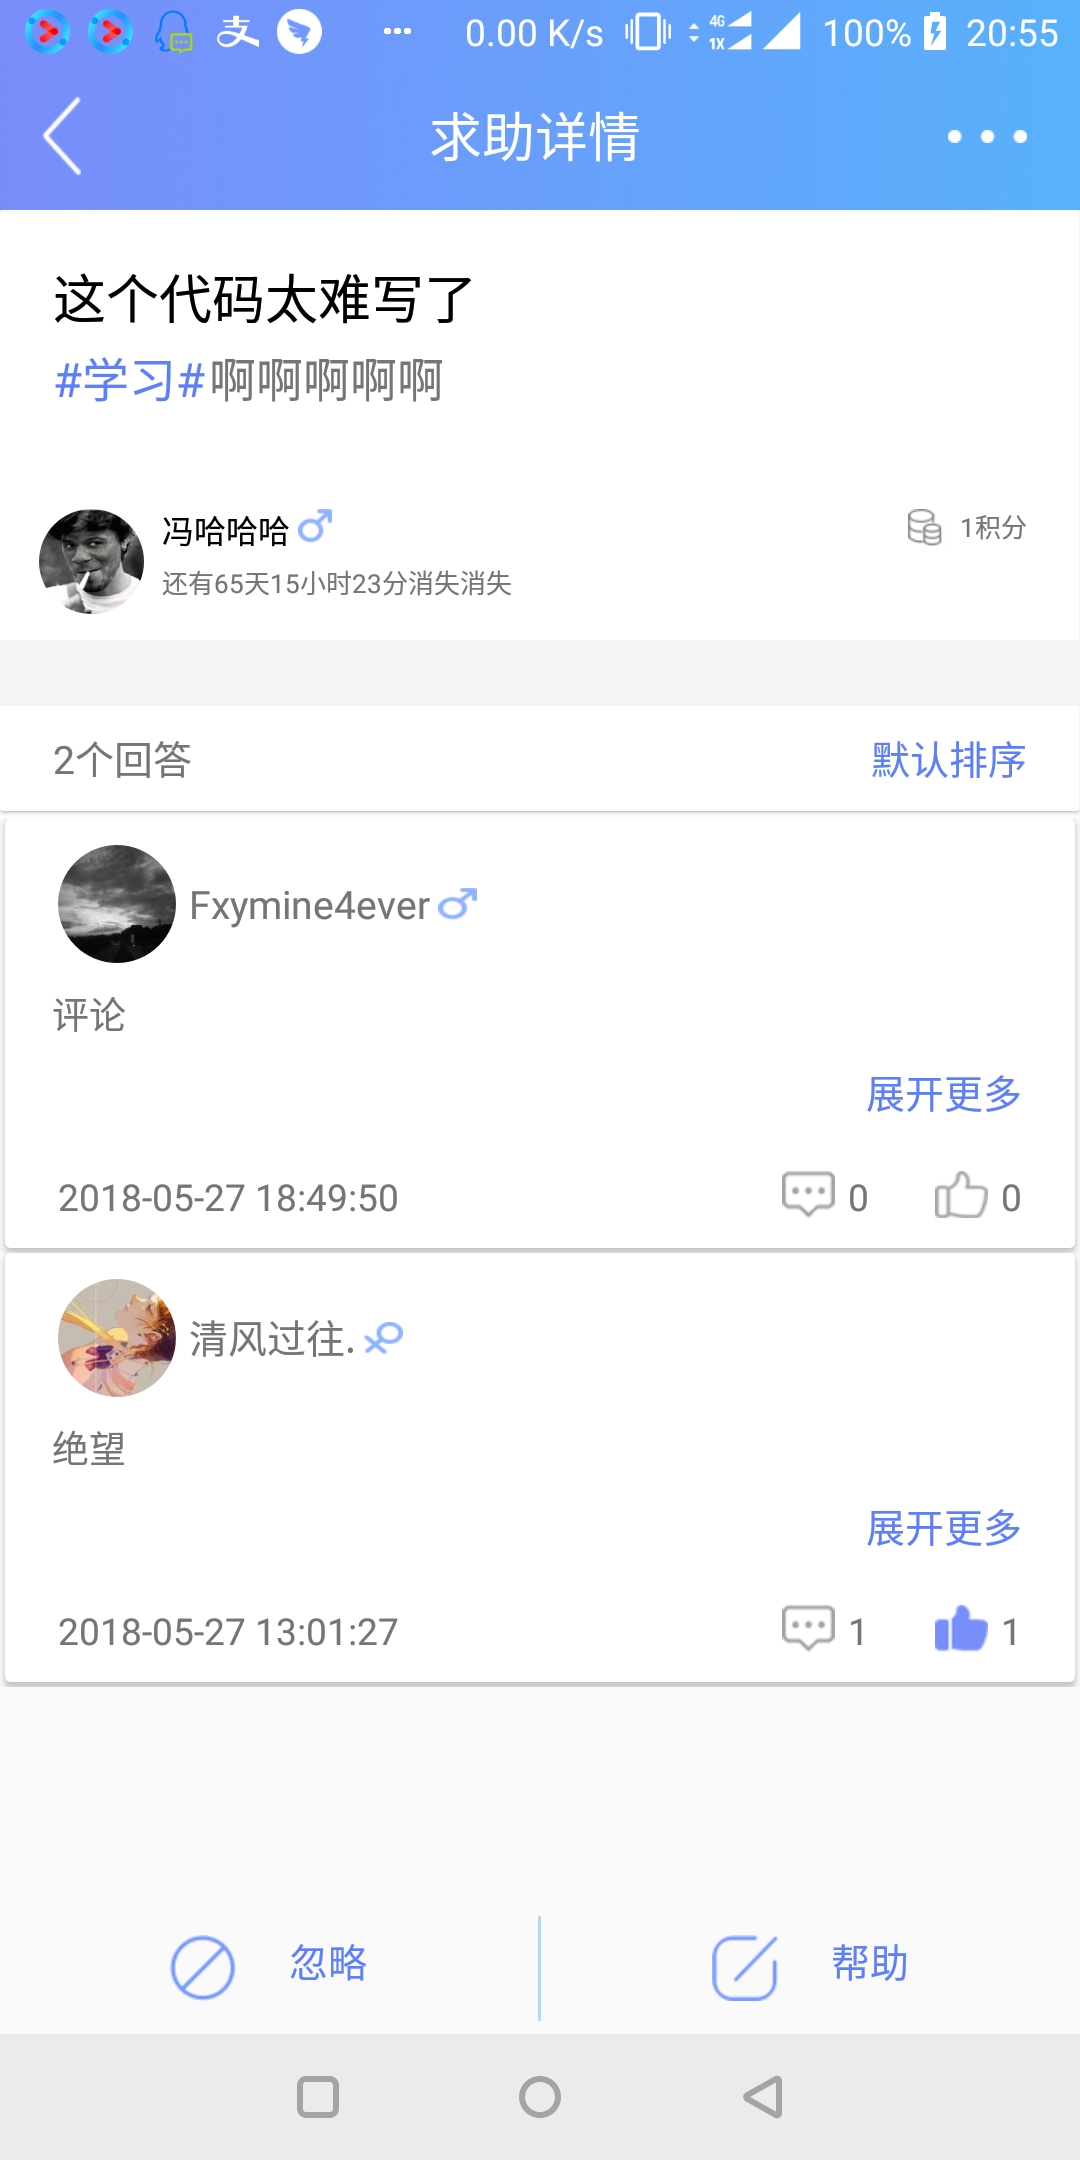 0.00 K/s 4G 1X 100% 20:55
求助详情
这个代码太难写了
#学习#啊啊啊啊啊
冯哈哈哈
1积分
还有65天15小时23分消失消失
2个回答 默认排序
Fxymine4ever
评论
展开更多
2018-05-27 18:49:50 0 0
清风过往.
绝望
展开更多
2018-05-27 13:01:27 1 1
忽略 帮助